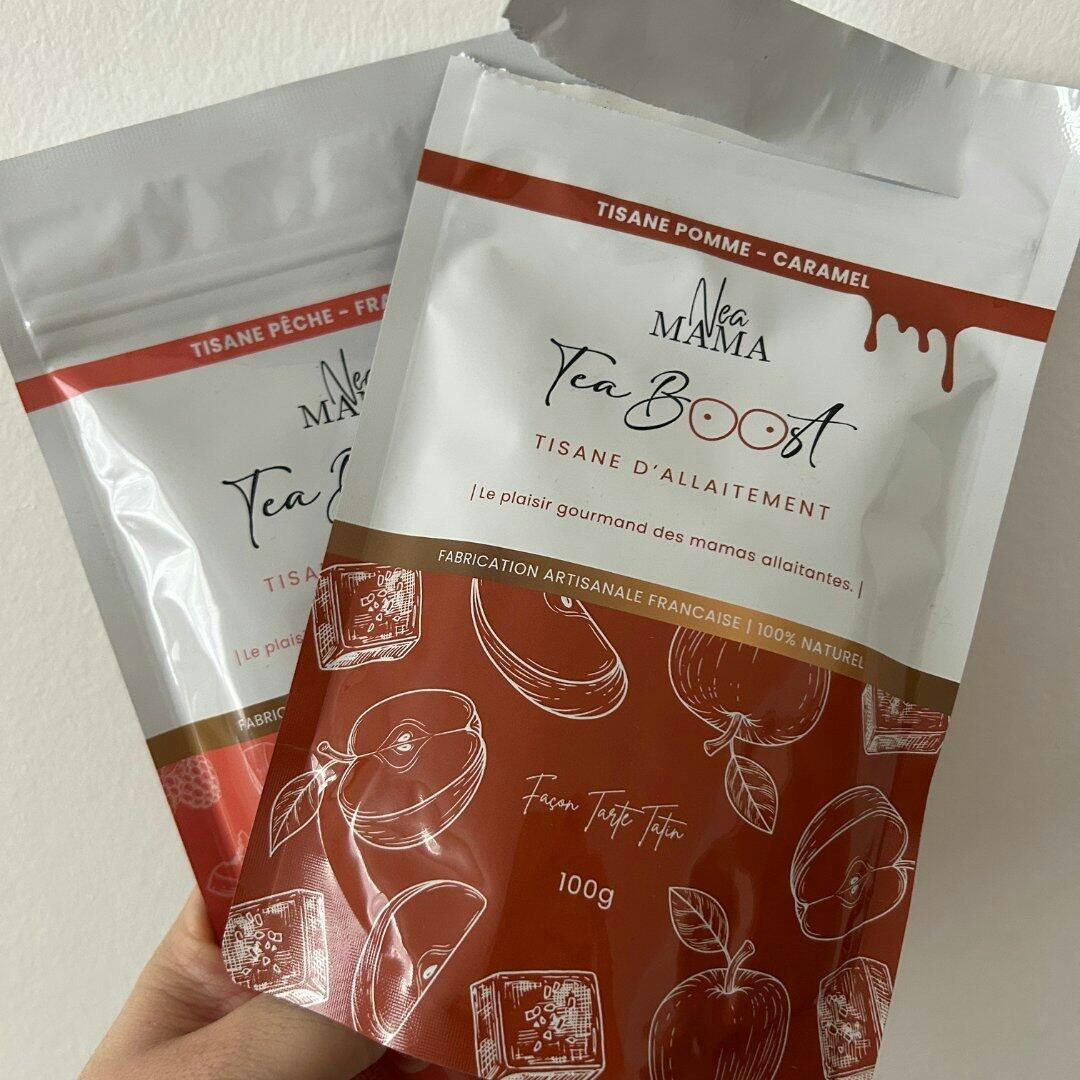 TISANE POMME - CARAMEL
Nea
MAMA
Tea BOOST
TISANE D'ALLAITEMENT
|Le plaisir gourmand des mamas allaitantes.|
FABRICATION ARTISANALE FRANCAISE | 100% NATUREL
Façon Tarte Tatin
100g
TISANE PÊCHE - FRA
Nea
MA
Tea B
TISA
|Le plais
FABRIC